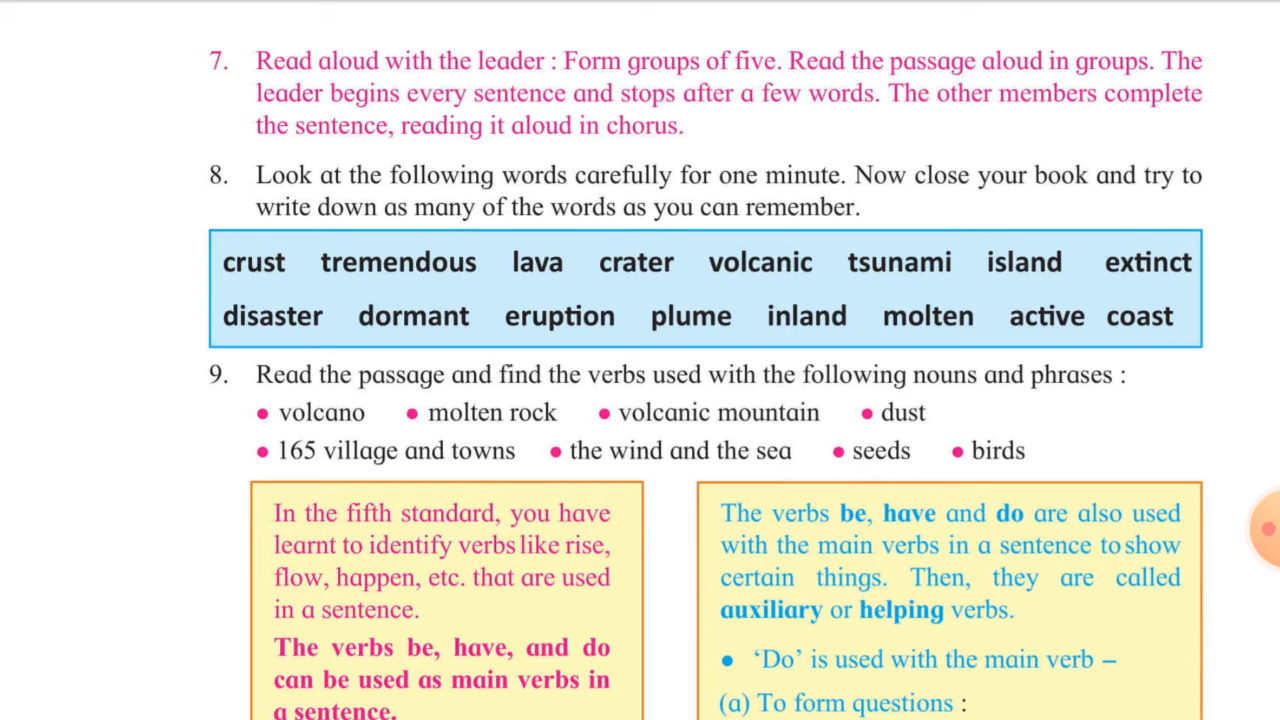 7. Read aloud with the leader : Form groups of five. Read the passage aloud in groups. The
leader begins every sentence and stops after a few words. The other members complete
the sentence, reading it aloud in chorus.
8. Look at the following words carefully for one minute. Now close your book and try to
write down as many of the words as you can remember.
crust tremendous lava crater volcanic tsunami island extinct
disaster dormant eruption plume inland molten active coast
9. Read the passage and find the verbs used with the following nouns and phrases :
• volcano • molten rock • volcanic mountain • dust
• 165 village and towns • the wind and the sea • seeds • birds
In the fifth standard, you have
learnt to identify verbs like rise,
flow, happen, etc. that are used
in a sentence.
The verbs be, have, and do
can be used as main verbs in
a sentence.
The verbs be, have and do are also used
with the main verbs in a sentence to show
certain things. Then, they are called
auxiliary or helping verbs.
• ‘Do’ is used with the main verb –
(a) To form questions :